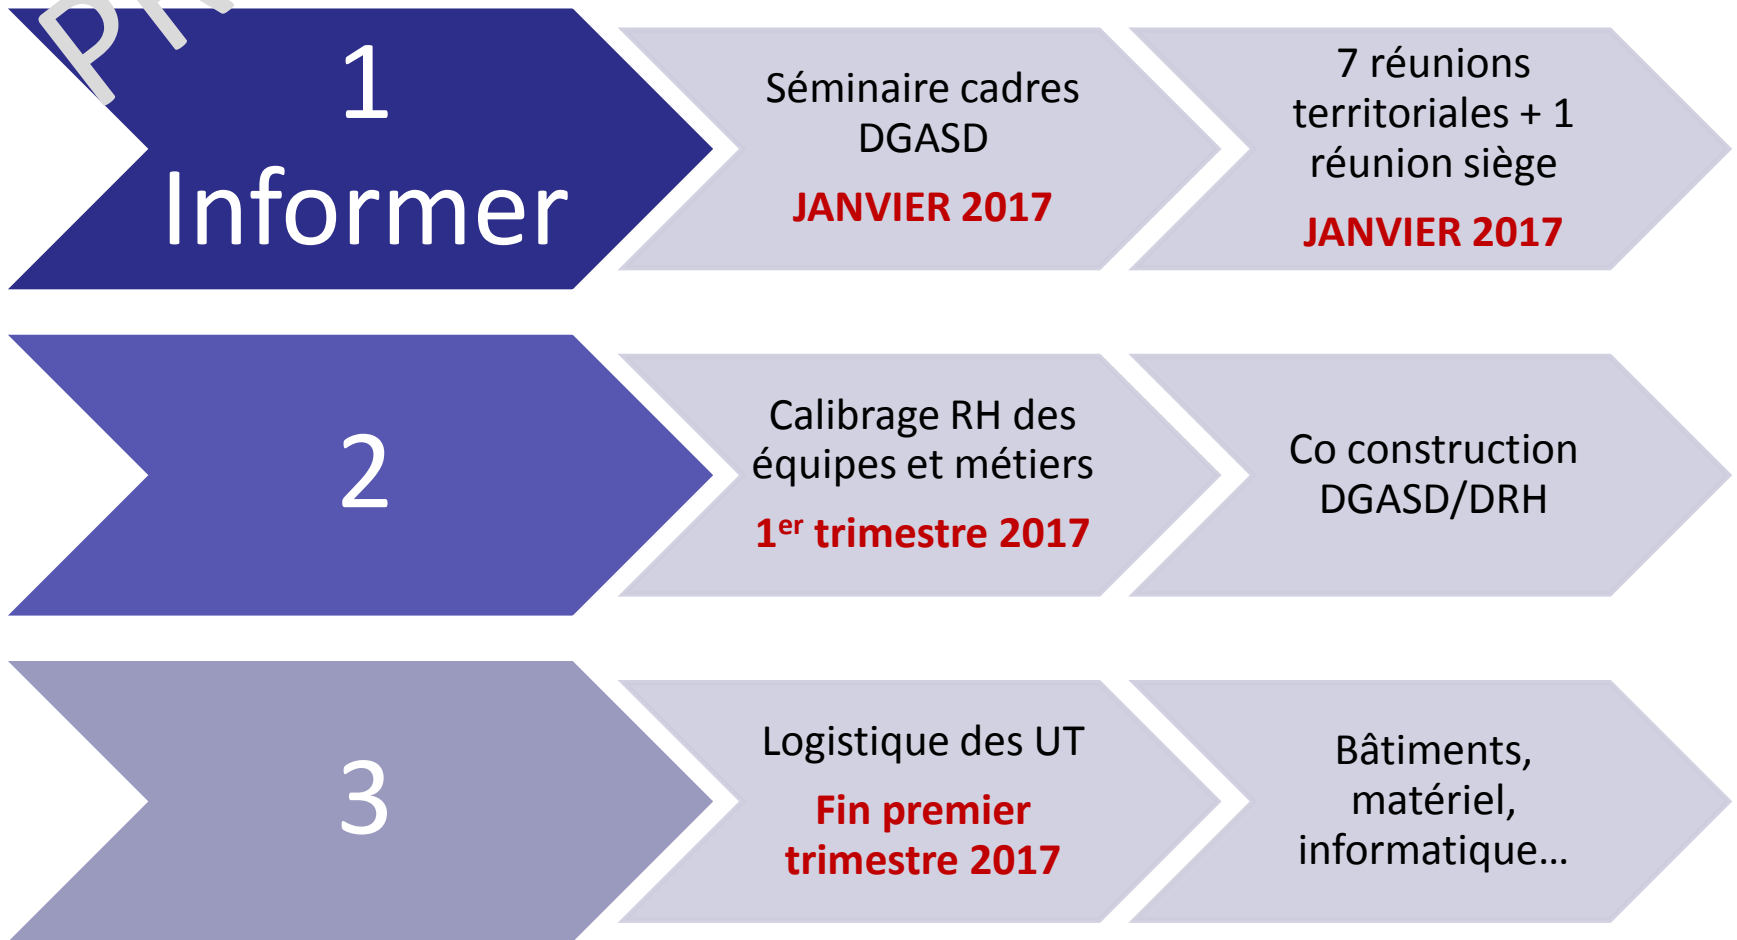 PR
1
Informer
Séminaire cadres
DGASD
JANVIER 2017
7 réunions
territoriales + 1
réunion siège
JANVIER 2017
2
Calibrage RH des
équipes et métiers
1er trimestre 2017
Co construction
DGASD/DRH
3
Logistique des UT
Fin premier
trimestre 2017
Bâtiments,
matériel,
informatique…